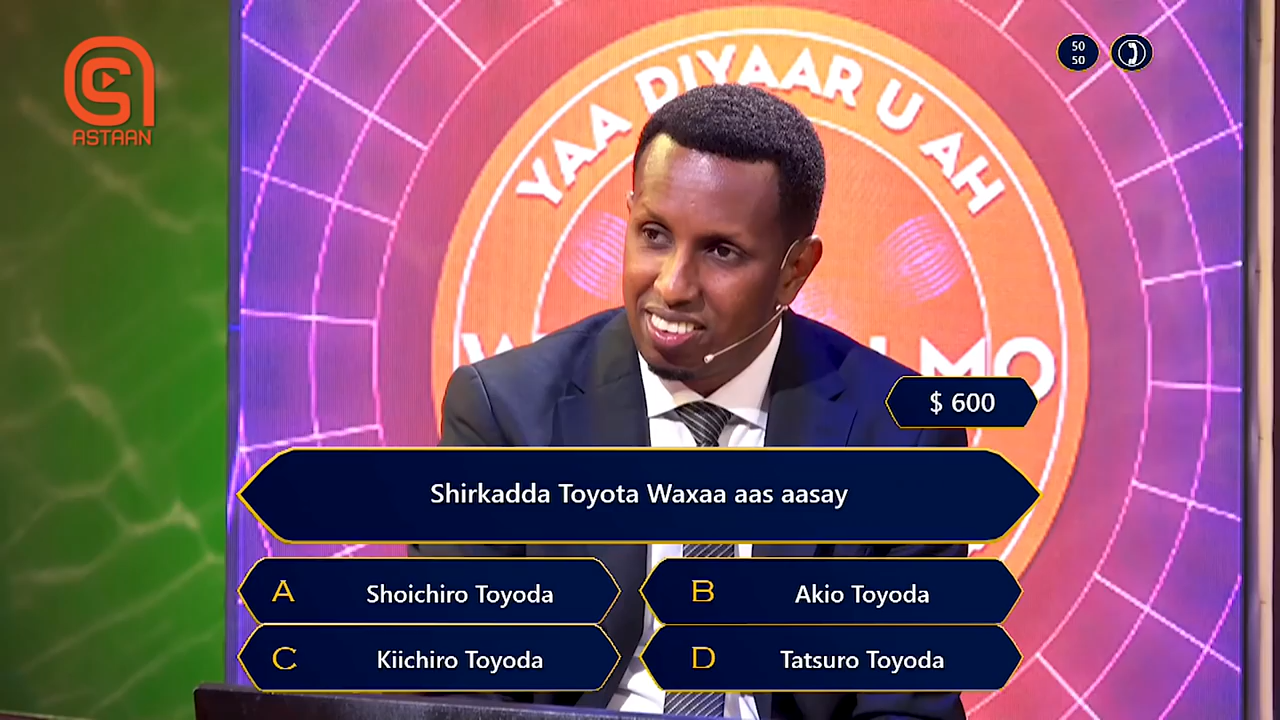 ASTAAN
50
50
YAA DIYAAR U AH
$ 600
Shirkadda Toyota Waxaa aas aasay
A Shoichiro Toyoda
B Akio Toyoda
C Kiichiro Toyoda
D Tatsuro Toyoda